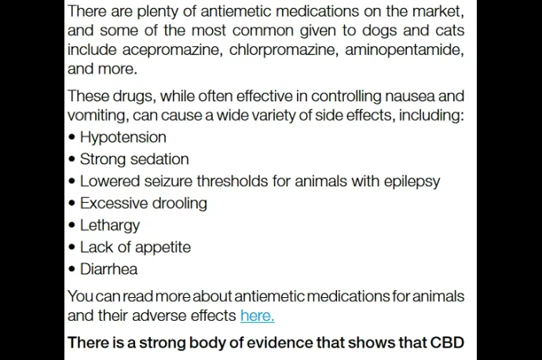 There are plenty of antiemetic medications on the market,
and some of the most common given to dogs and cats
include acepromazine, chlorpromazine, aminopentamide,
and more.
These drugs, while often effective in controlling nausea and
vomiting, can cause a wide variety of side effects, including:
• Hypotension
• Strong sedation
• Lowered seizure thresholds for animals with epilepsy
• Excessive drooling
• Lethargy
• Lack of appetite
• Diarrhea
You can read more about antiemetic medications for animals
and their adverse effects here.
There is a strong body of evidence that shows that CBD